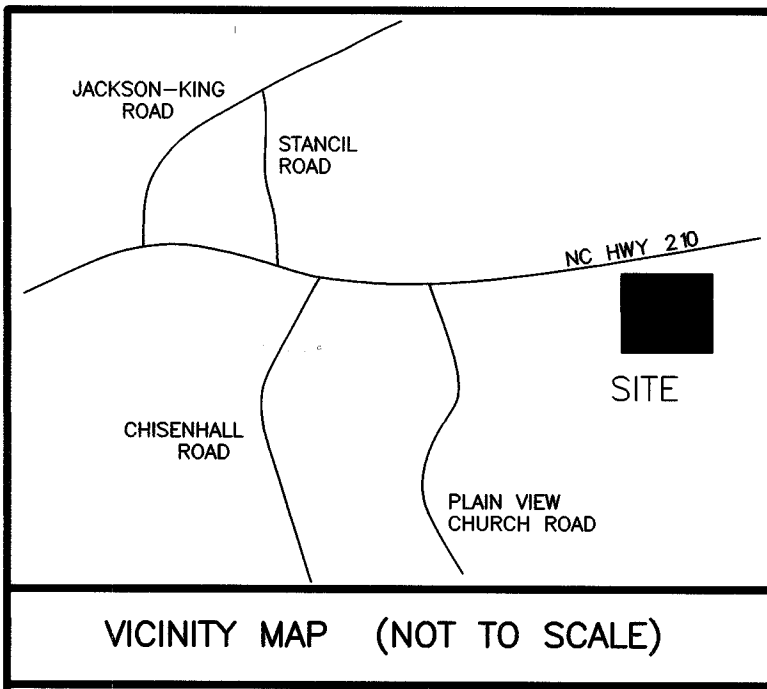 JACKSON-KING
ROAD
STANCIL
ROAD
NC HWY 210
SITE
CHISENHALL
ROAD
PLAIN VIEW
CHURCH ROAD
VICINITY MAP (NOT TO SCALE)